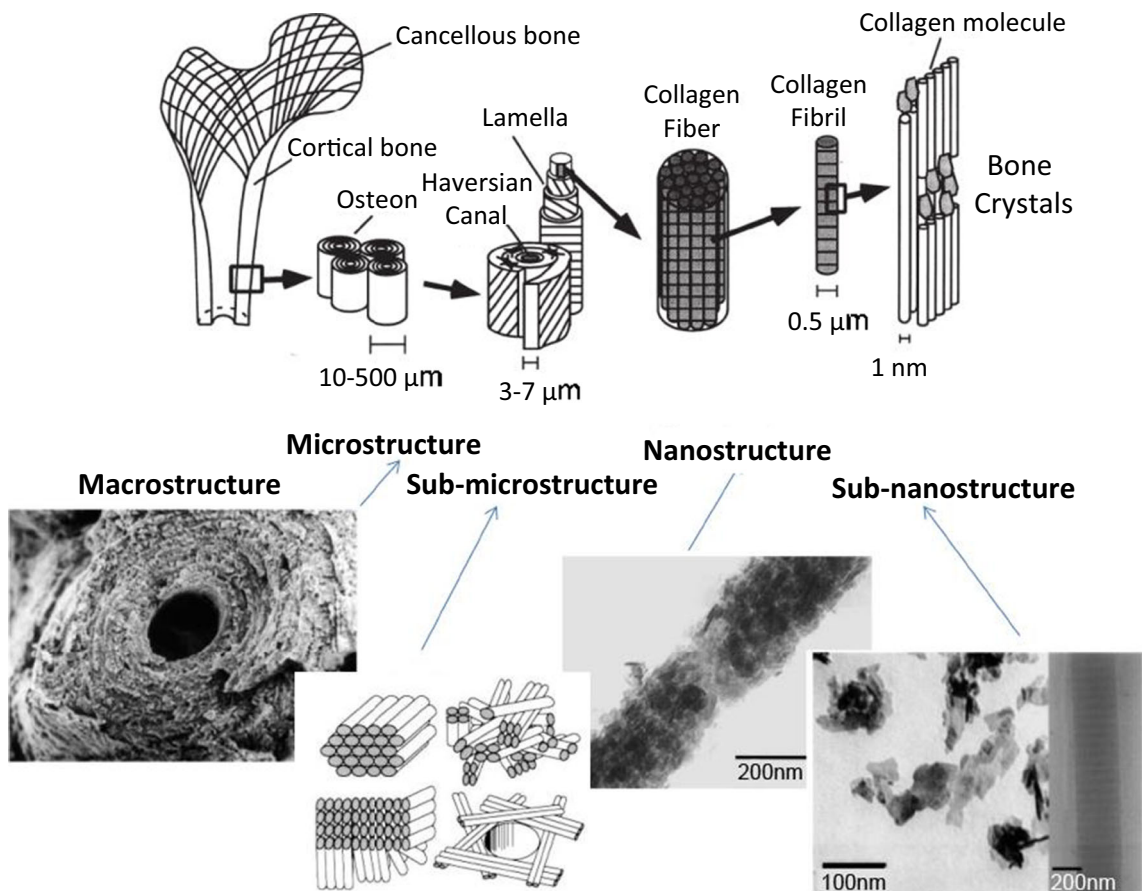 Cancellous bone
Collagen molecule
Cortical bone
Osteon
Lamella
Haversian
Canal
Collagen
Fiber
Collagen
Fibril
Bone
Crystals
10-500 μm
3-7 μm
0.5 μm
1 nm
Macrostructure
Microstructure
Sub-microstructure
Nanostructure
Sub-nanostructure
200nm
100nm
200nm